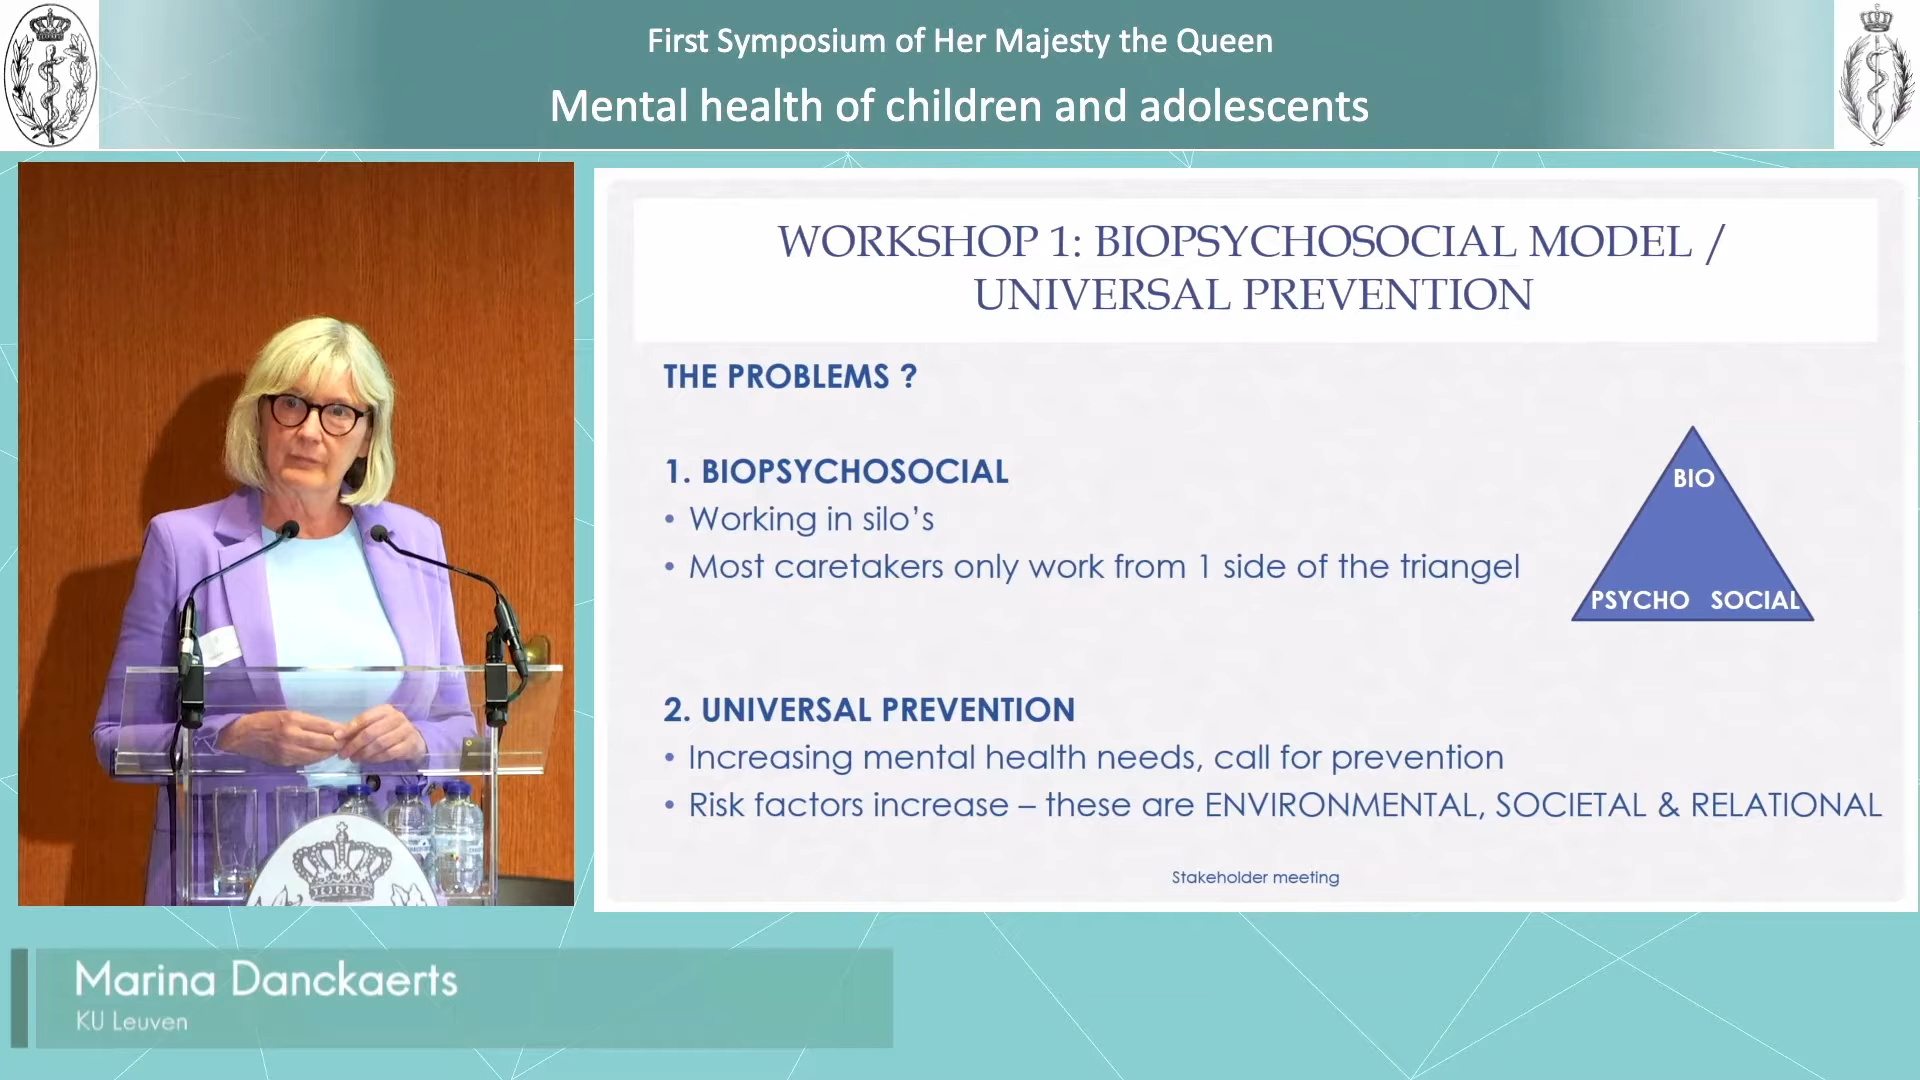 First Symposium of Her Majesty the Queen
Mental health of children and adolescents
WORKSHOP 1: BIOPSYCHOSOCIAL MODEL /
UNIVERSAL PREVENTION
THE PROBLEMS ?
1. BIOPSYCHOSOCIAL
• Working in silo's
• Most caretakers only work from 1 side of the triangel
BIO
PSYCHO SOCIAL
2. UNIVERSAL PREVENTION
• Increasing mental health needs, call for prevention
• Risk factors increase – these are ENVIRONMENTAL, SOCIETAL & RELATIONAL
Stakeholder meeting
Marina Danckaerts
KU Leuven